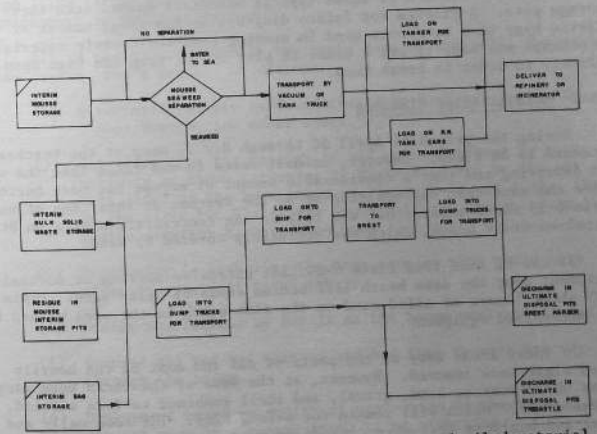 NO SEPARATION
WATER
TO SEA
INTERIM
MOUSSE
STORAGE
MOUSSE
SEAWEED
SEPARATION
TRANSPORT BY
VACUUM OR
TANK TRUCK
LOAD ON
TANKER FOR
TRANSPORT
LOAD ON R.R.
TANK CARS
FOR TRANSPORT
DELIVER TO
REFINERY OR
INCINERATOR
SEAWEED
INTERIM
BULK SOLID
WASTE STORAGE
LOAD ONTO
SHIP FOR
TRANSPORT
TRANSPORT
TO
BREST
LOAD INTO
DUMP TRUCKS
FOR TRANSPORT
RESIDUE IN
MOUSSE
INTERIM
STORAGE PITS
LOAD INTO
DUMP TRUCKS
FOR TRANSPORT
DISCHARGE IN
ULTIMATE
DISPOSAL PITS
BREST HARBOR
INTERIM BAG
STORAGE
DISCHARGE IN
ULTIMATE
DISPOSAL PITS
TREGASTLE